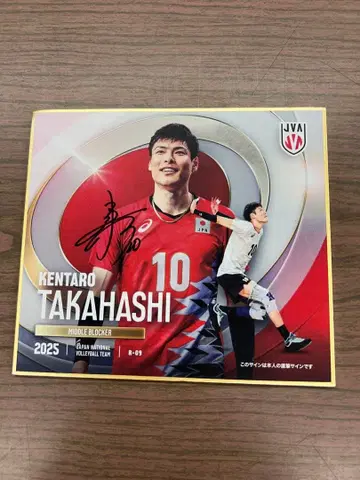 JVA
JAPAN
10
KENTARO
TAKAHASHI
MIDDLE BLOCKER
2025
JAPAN NATIONAL
VOLLEYBALL TEAM
R-09
このサインは本人の直筆サインです